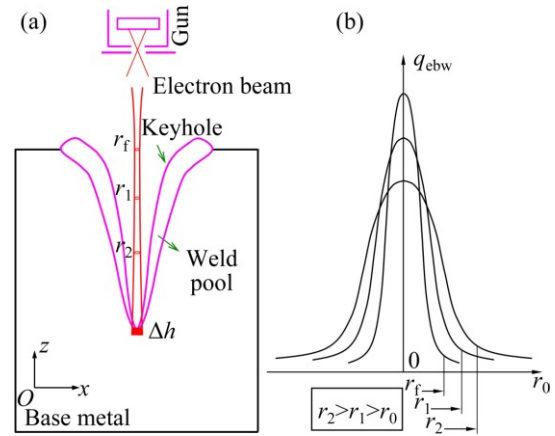 (a)
Gun
Electron beam
Keyhole
r_f
r_1
r_2
Weld
pool
Δh
z
x
O
Base metal
(b)
q_ebw
0
r_f
r_1
r_2
r_0
r_2>r_1>r_0